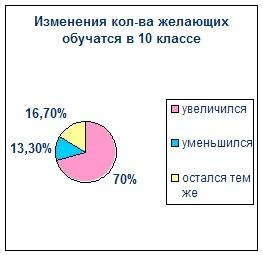 Изменения кол-ва желающих
обучатся в 10 классе
16,70%
13,30%
70%
увеличился
уменьшился
остался тем
же